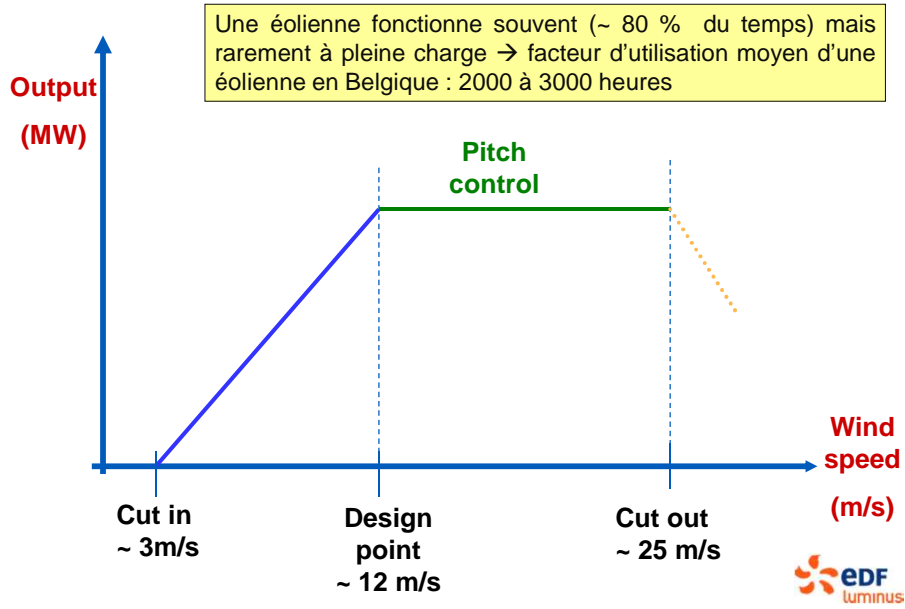 Une éolienne fonctionne souvent (~ 80 % du temps) mais
rarement à pleine charge → facteur d'utilisation moyen d'une
éolienne en Belgique : 2000 à 3000 heures
Output
(MW)
Pitch
control
Wind
speed
(m/s)
Cut in
~ 3m/s
Design
point
~ 12 m/s
Cut out
~ 25 m/s
eDF
luminus